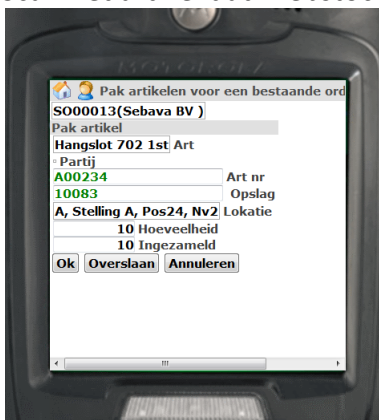 MOTOROLA
Pak artikelen voor een bestaande ord
SO00013(Sebava BV )
Pak artikel
Hangslot 702 1st Art
Partij
A00234 Art nr
10083 Opslag
A, Stelling A, Pos24, Nv2 Lokatie
10 Hoeveelheid
10 Ingezameld
Ok Overslaan Annuleren